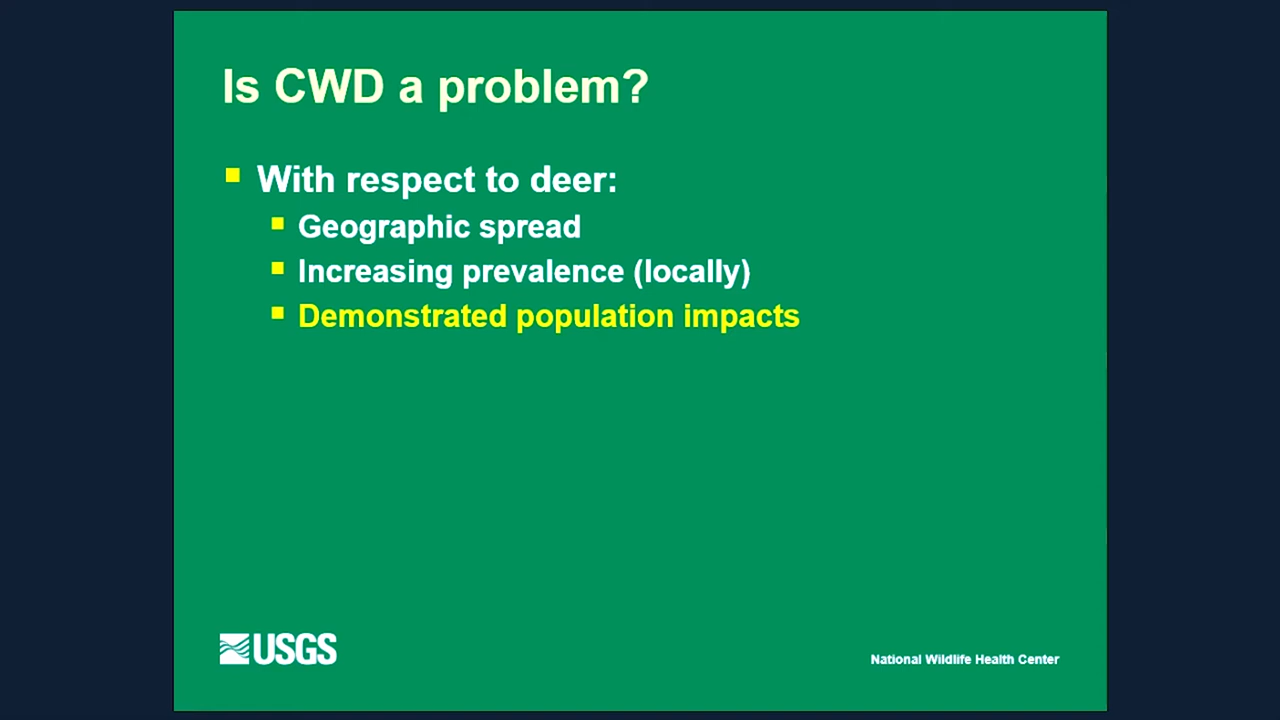 Is CWD a problem?
With respect to deer:
Geographic spread
Increasing prevalence (locally)
Demonstrated population impacts
USGS
National Wildlife Health Center